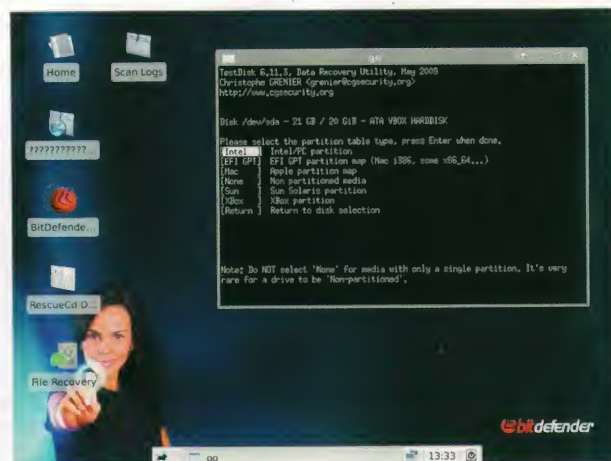 Home
Scan Logs
???????????...
BitDefende...
RescueCd D...
File Recovery
go
TestDisk 6.11.3, Data Recovery Utility, May 2009
Christophe GRENIER <grenier@cgsecurity.org>
http://www.cgsecurity.org
Disk /dev/sda - 21 GB / 20 GiB - ATA VBOX HARDDISK
Please select the partition table type, press Enter when done.
[Intel ] Intel/PC partition
[EFI GPT] EFI GPT partition map (Mac i386, some x86_64...)
[Mac ] Apple partition map
[None ] Non partitioned media
[Sun ] Sun Solaris partition
[XBox ] XBox partition
[Return ] Return to disk selection
Note: Do NOT select 'None' for media with only a single partition. It's very
rare for a drive to be 'Non-partitioned'.
bitdefender
go
13:33